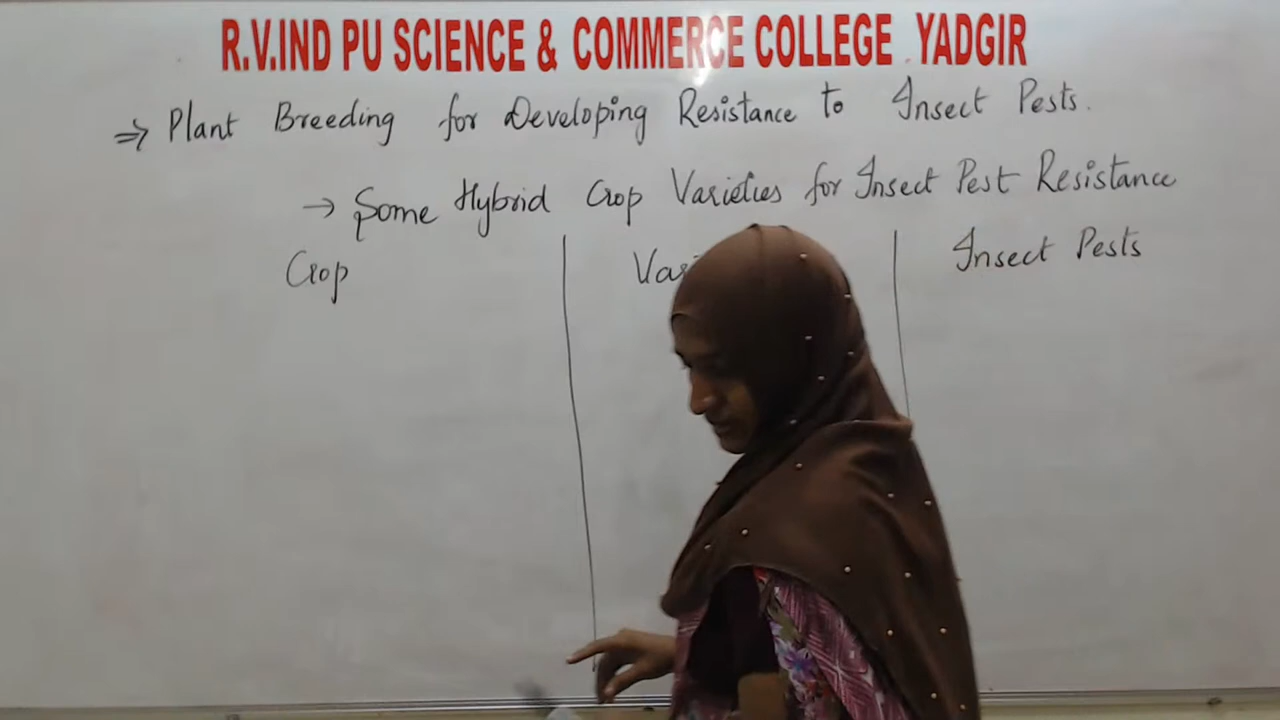 R.V.IND PU SCIENCE & COMMERCE COLLEGE YADGIR
⇒ Plant Breeding for Developing Resistance to Insect Pests.
→ Some Hybrid Crop Varieties for Insect Pest Resistance
Crop Insect Pests